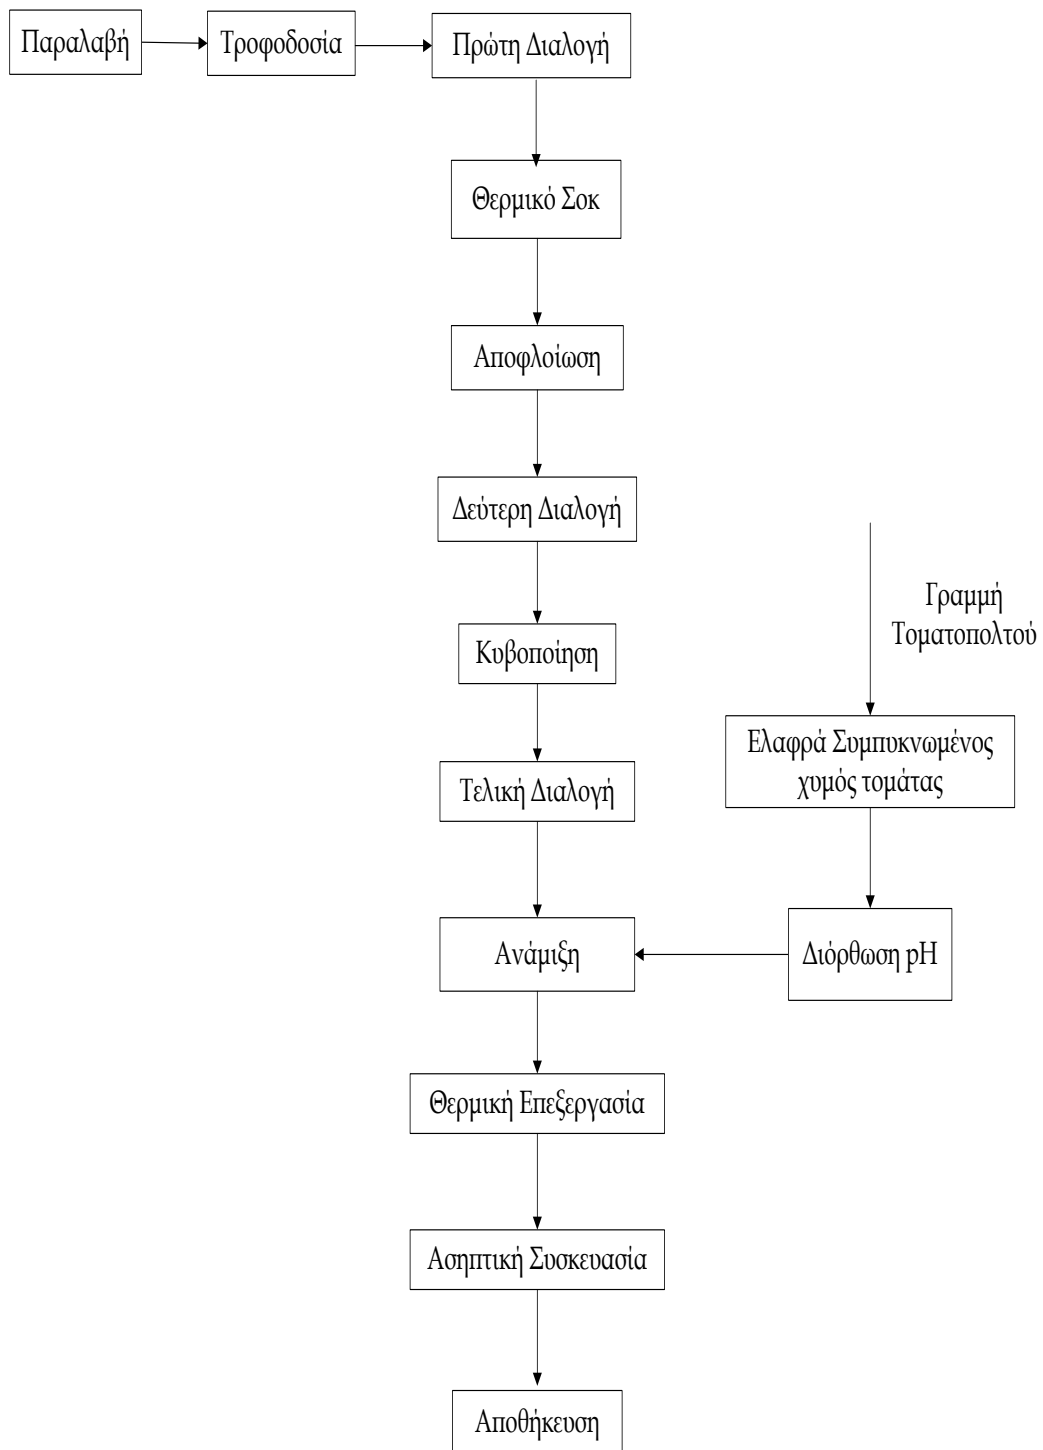 Παραλαβή
Τροφοδοσία
Πρώτη Διαλογή
Θερμικό Σοκ
Αποφλοίωση
Δεύτερη Διαλογή
Κυβοποίηση
Τελική Διαλογή
Γραμμή
Τοματοπολτού
Ελαφρά Συμπυκνωμένος
χυμός τομάτας
Διόρθωση pH
Ανάμιξη
Θερμική Επεξεργασία
Ασηπτική Συσκευασία
Αποθήκευση